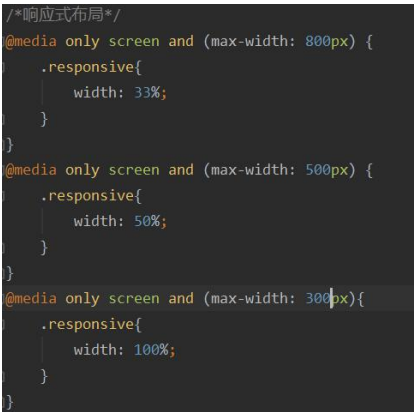 /*响应式布局*/
@media only screen and (max-width: 800px) {
.responsive{
width: 33%;
}
}
@media only screen and (max-width: 500px) {
.responsive{
width: 50%;
}
}
@media only screen and (max-width: 300px){
.responsive{
width: 100%;
}
}